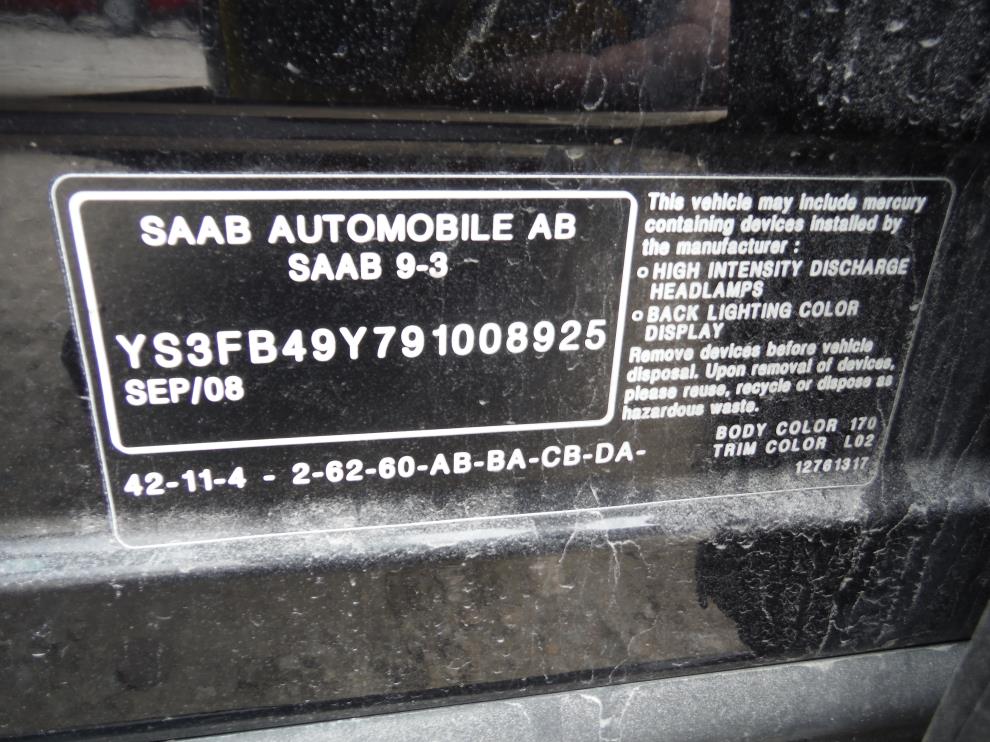 SAAB AUTOMOBILE AB
SAAB 9-3
YS3FB49Y791008925
SEP/08
42-11-4 - 2-62-60-AB-BA-CB-DA-
This vehicle may include mercury
containing devices installed by
the manufacturer :
o HIGH INTENSITY DISCHARGE
HEADLAMPS
o BACK LIGHTING COLOR
DISPLAY
Remove devices before vehicle
disposal. Upon removal of devices,
please reuse, recycle or dispose as
hazardous waste.
BODY COLOR 170
TRIM COLOR L02
12761317